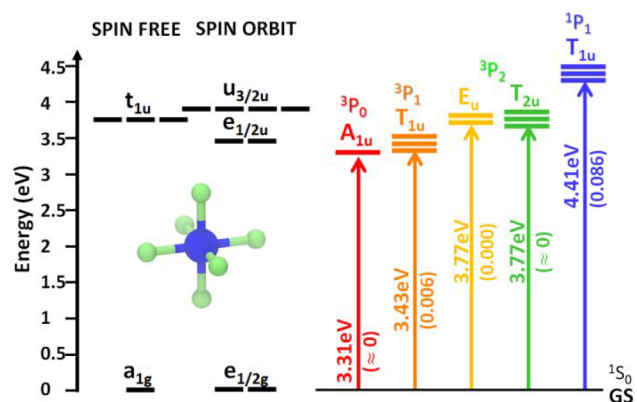 SPIN FREE SPIN ORBIT
Energy (eV)
4.5
4
3.5
3
2.5
2
1.5
1
0.5
0
t1u
u3/2u
e1/2u
a1g
e1/2g
³P₀
A1u
3.31eV
(≈ 0)
³P₁
T1u
3.43eV
(0.006)
³P₂
Eu
3.77eV
(0.000)
T2u
3.77eV
(≈ 0)
¹P₁
T1u
4.41eV
(0.086)
¹S₀
GS